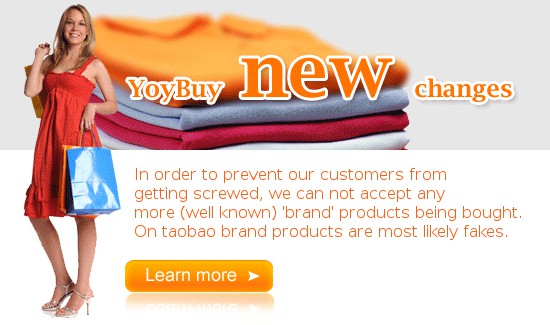 YoyBuy new changes
In order to prevent our customers from
getting screwed, we can not accept any
more (well known) 'brand' products being bought.
On taobao brand products are most likely fakes.
Learn more ➤